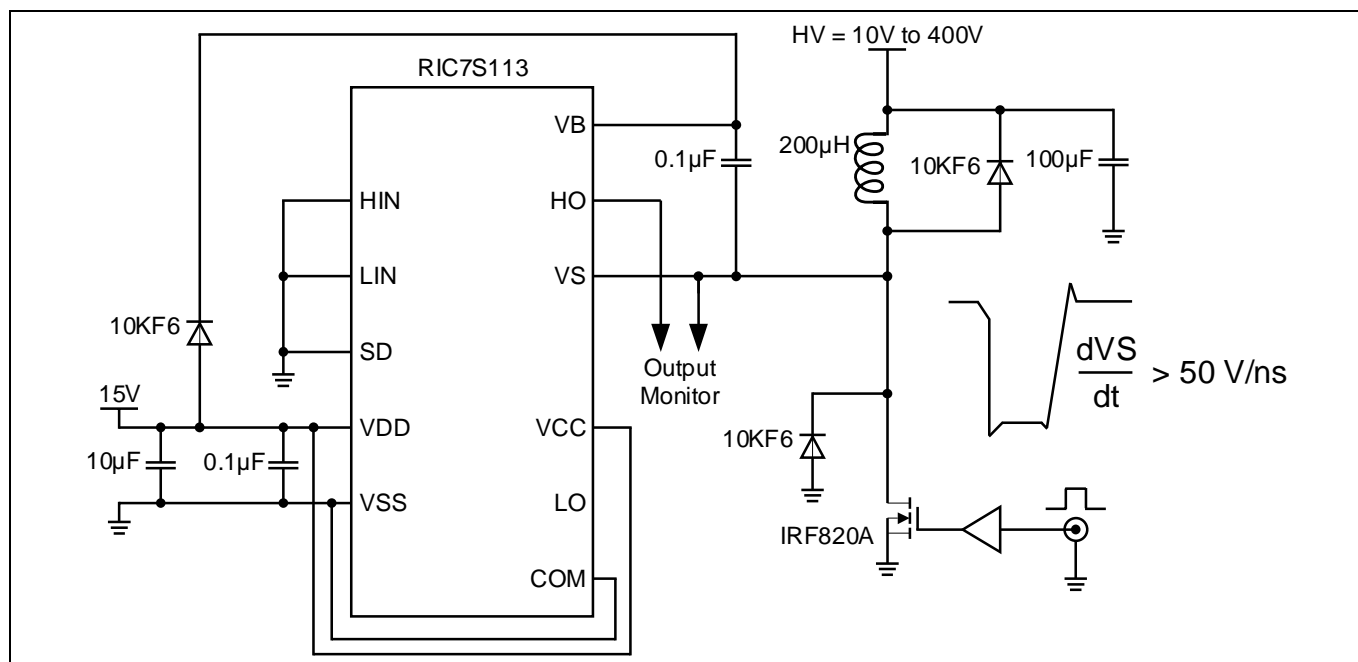 HV = 10V to 400V
RIC7S113
VB
200µH
0.1µF
10KF6
100µF
HIN
HO
LIN
VS
10KF6
SD
Output
Monitor
dVS
dt
> 50 V/ns
15V
VDD
VCC
10KF6
10µF
0.1µF
VSS
LO
IRF820A
COM